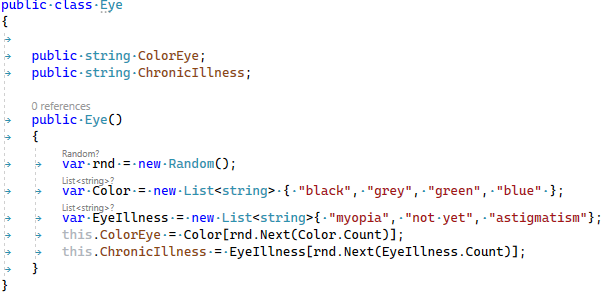 public class Eye
{
public string ColorEye;
public string ChronicIllness;
0 references
public Eye()
{
Random?
var rnd = new Random();
List<string>?
var Color = new List<string> { "black", "grey", "green", "blue" };
List<string>?
var EyeIllness = new List<string>{ "myopia", "not yet", "astigmatism"};
this.ColorEye = Color[rnd.Next(Color.Count)];
this.ChronicIllness = EyeIllness[rnd.Next(EyeIllness.Count)];
}
}